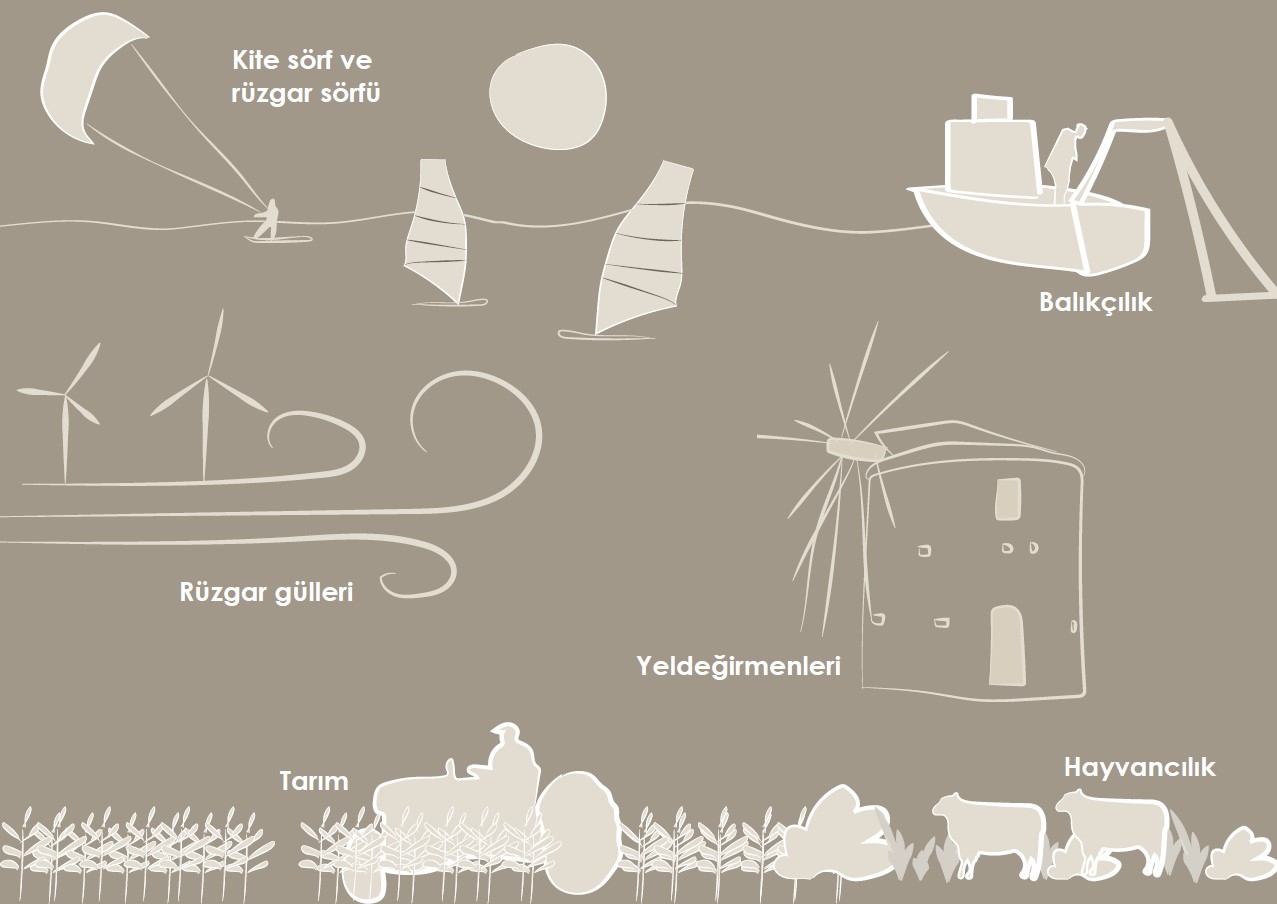 Kite sörf ve
rüzgar sörfü
Balıkçılık
Rüzgar gülleri
Yeldeğirmenleri
Tarım
Hayvancılık